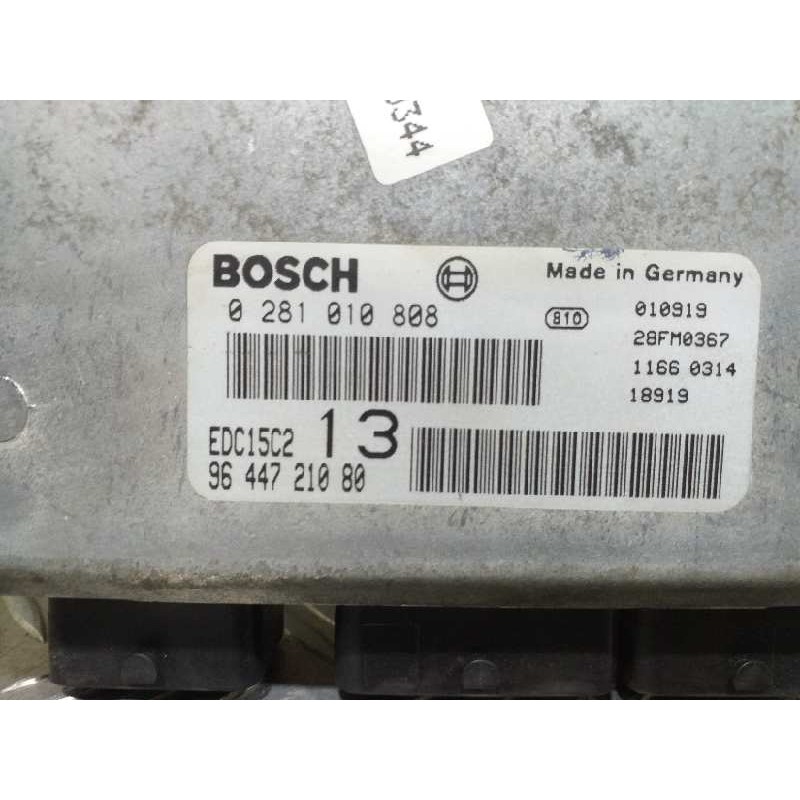 344
BOSCH
Made in Germany
0 281 010 808
810
010919
28FM0367
1166 0314
18919
EDC15C2
13
96 447 210 80